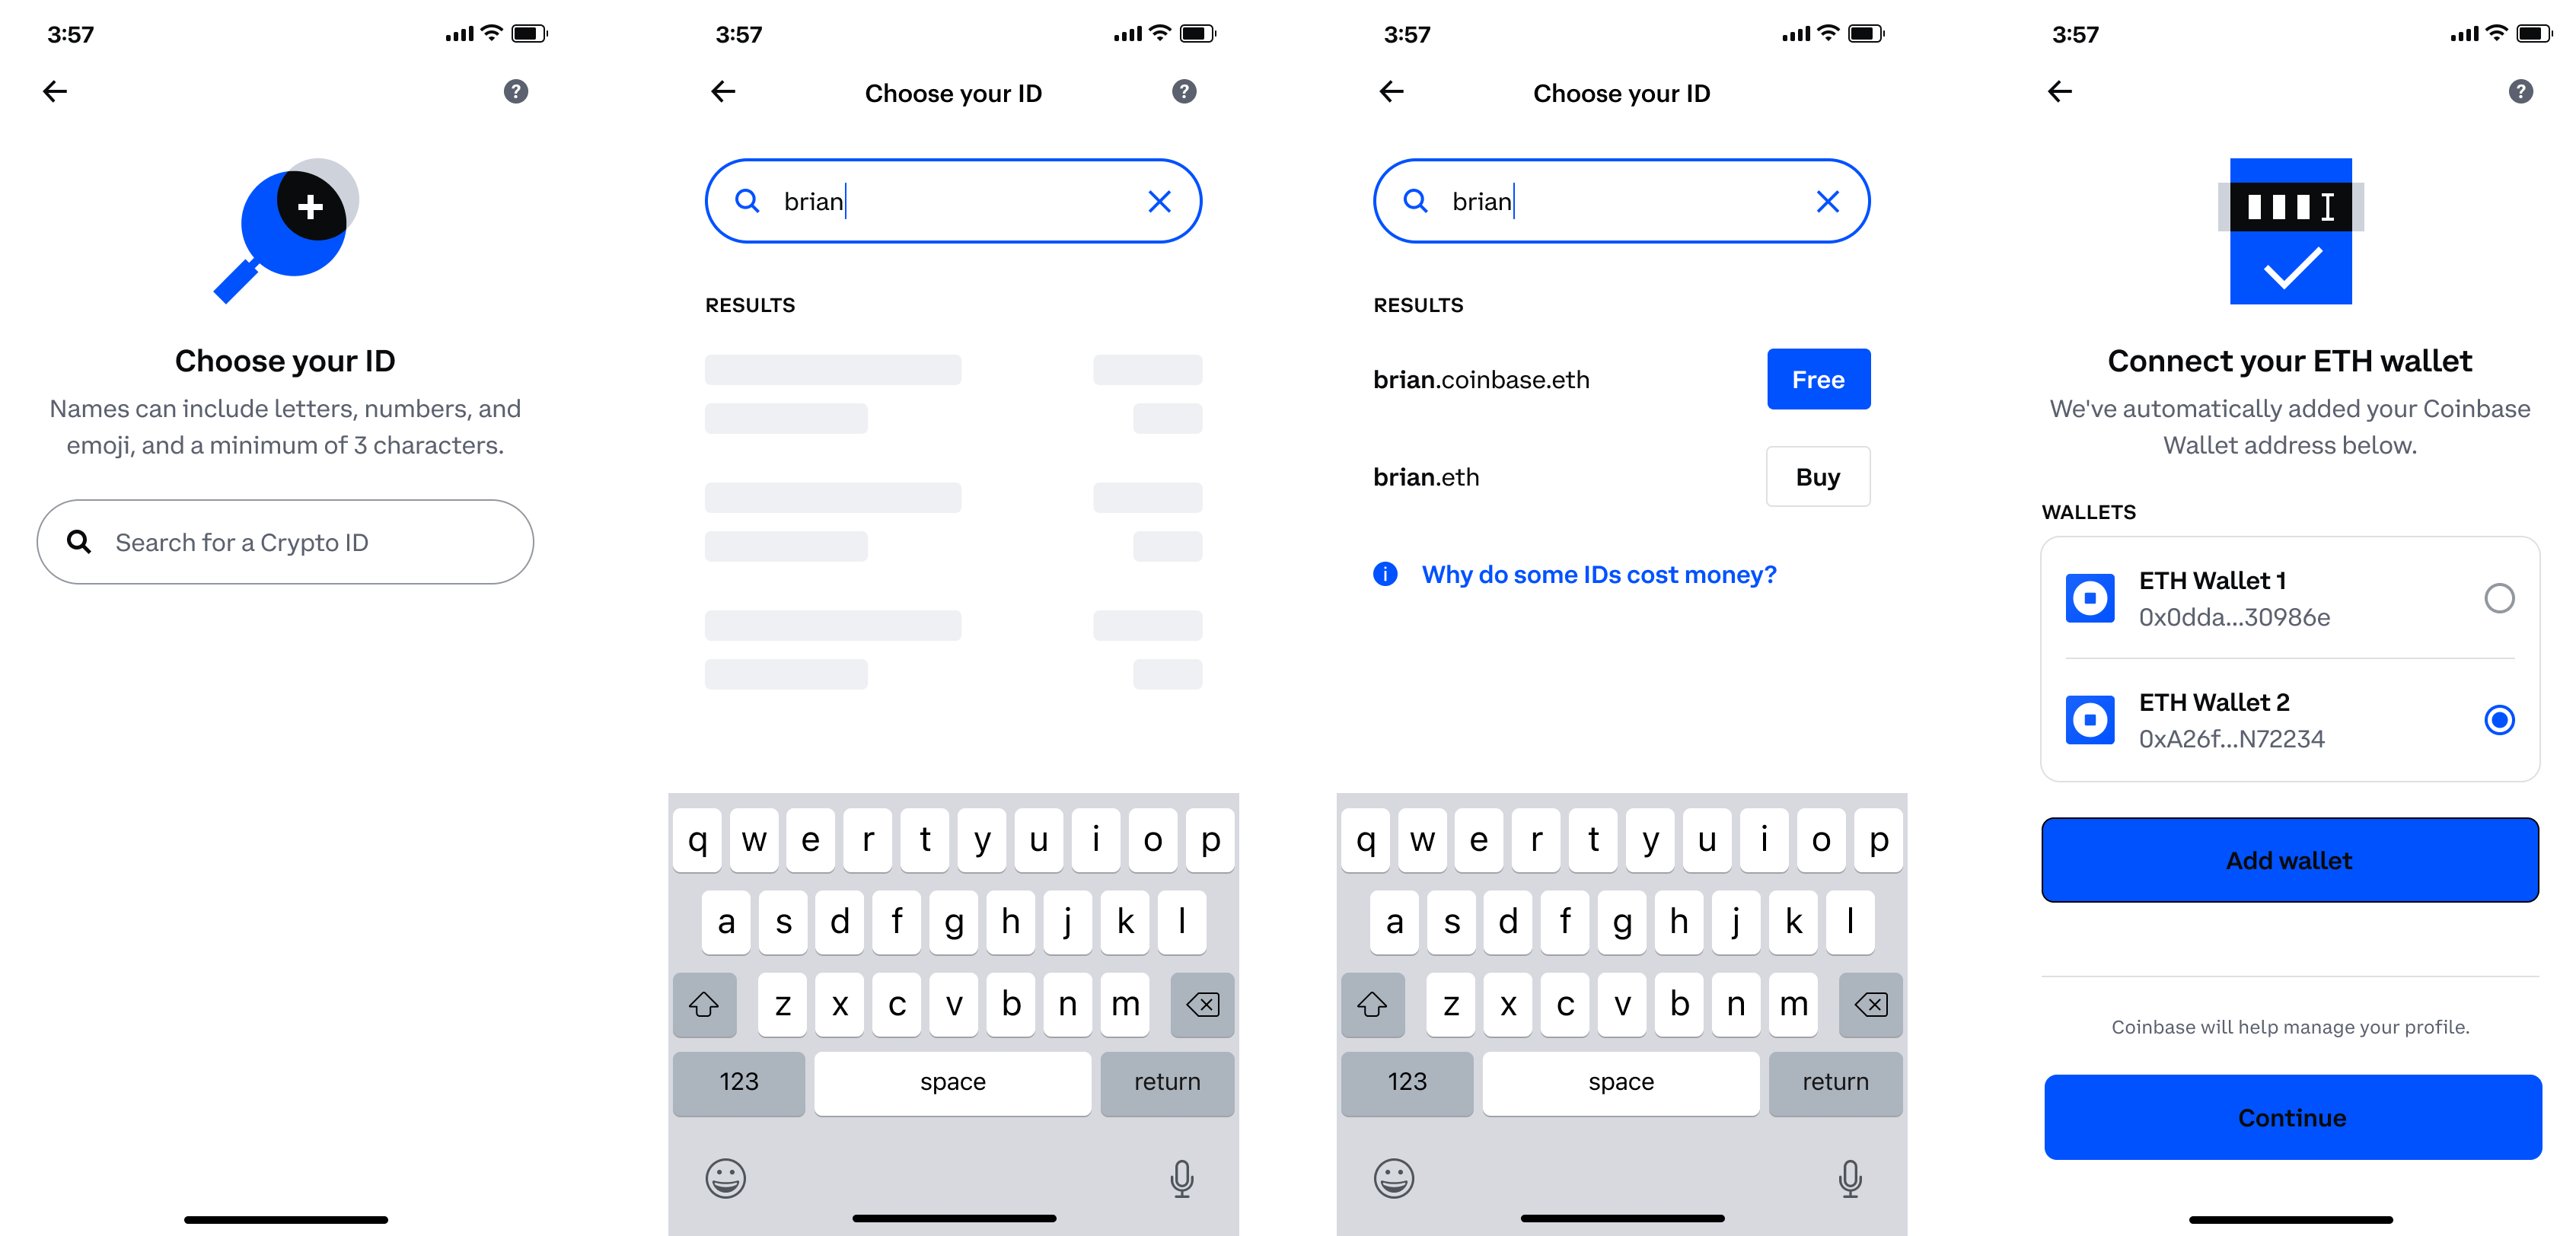 3:57
?
+
Choose your ID
Names can include letters, numbers, and
emoji, and a minimum of 3 characters.
Search for a Crypto ID
3:57
Choose your ID
?
brian
RESULTS
q w e r t y u i o p
a s d f g h j k l
z x c v b n m
123 space return
3:57
Choose your ID
?
brian
RESULTS
brian.coinbase.eth Free
brian.eth Buy
i Why do some IDs cost money?
q w e r t y u i o p
a s d f g h j k l
z x c v b n m
123 space return
3:57
?
Connect your ETH wallet
We've automatically added your Coinbase
Wallet address below.
WALLETS
ETH Wallet 1
0x0dda...30986e
ETH Wallet 2
0xA26f...N72234
Add wallet
Coinbase will help manage your profile.
Continue